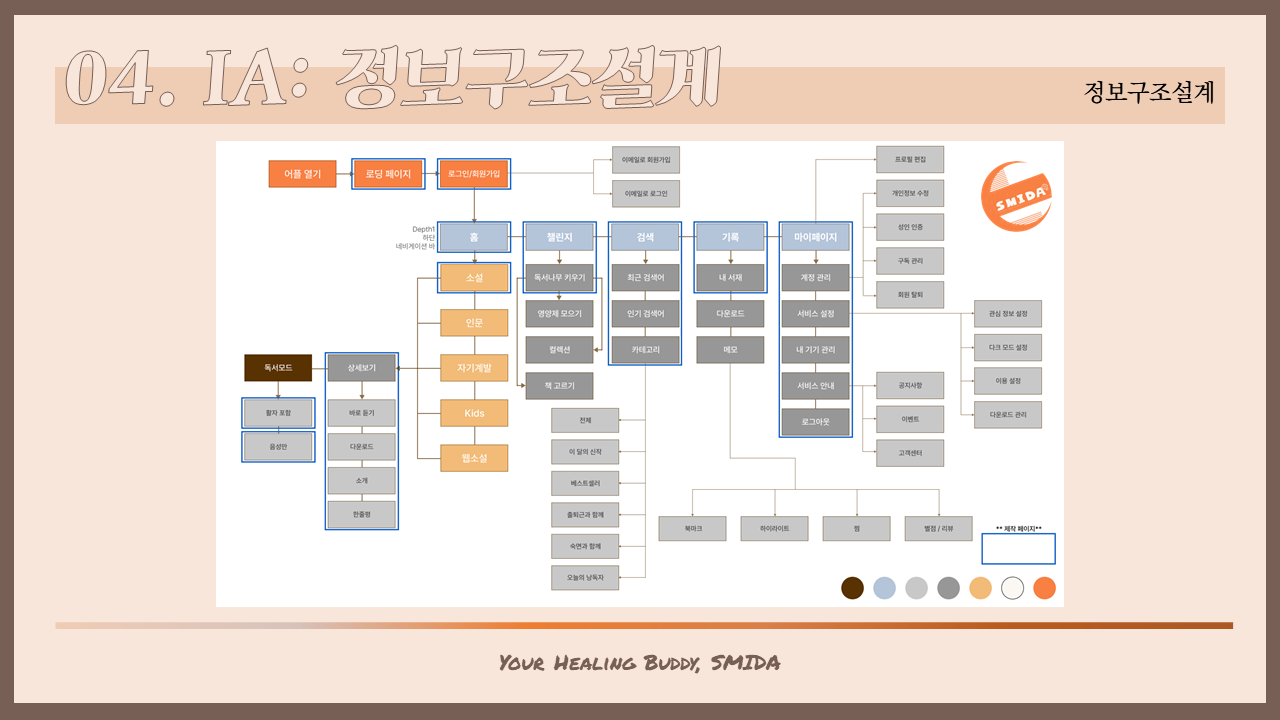 04. IA: 정보구조설계
정보구조설계
어플 열기
로딩 페이지
로그인/회원가입
이메일로 회원가입
이메일로 로그인
Depth1
하단
네비게이션 바
홈
챌린지
검색
기록
마이페이지
소설
인문
자기계발
Kids
웹소설
독서모드
활자 포함
음성만
상세보기
바로 듣기
다운로드
소개
한줄평
독서나무 키우기
영양제 모으기
컬렉션
책 고르기
최근 검색어
인기 검색어
카테고리
전체
이 달의 신작
베스트셀러
출퇴근과 함께
숙면과 함께
오늘의 낭독자
내 서재
다운로드
메모
북마크
하이라이트
찜
별점 / 리뷰
계정 관리
서비스 설정
내 기기 관리
서비스 안내
로그아웃
프로필 편집
개인정보 수정
성인 인증
구독 관리
회원 탈퇴
관심 정보 설정
다크 모드 설정
이용 설정
다운로드 관리
공지사항
이벤트
고객센터
SMIDA
** 제작 페이지**
Your Healing Buddy, SMIDA